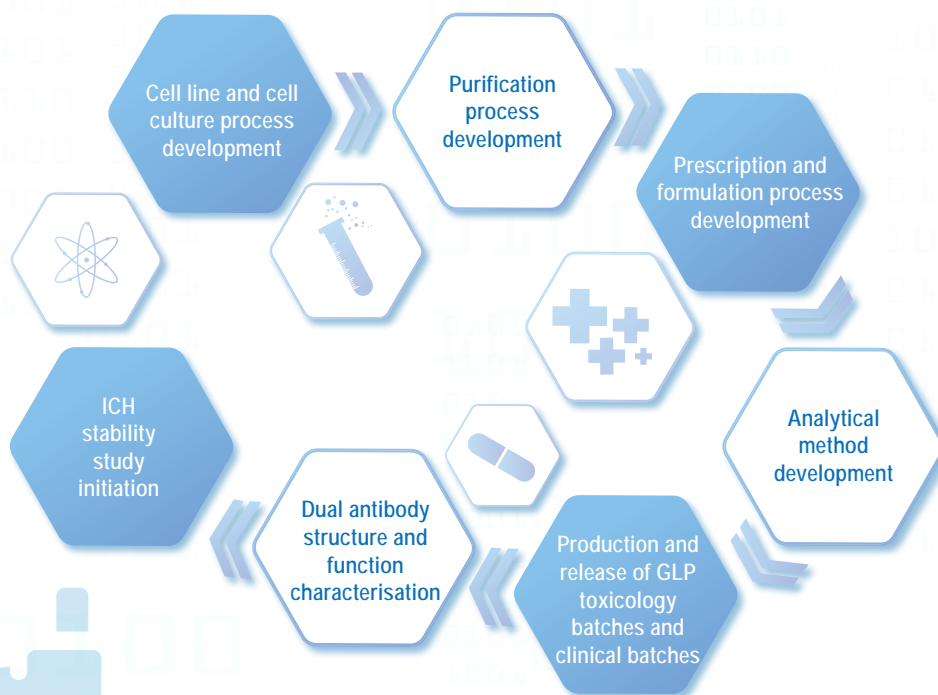 Cell line and cell
culture process
development
Purification
process
development
Prescription and
formulation process
development
Analytical
method
development
Production and
release of GLP
toxicology
batches and
clinical batches
Dual antibody
structure and
function
characterisation
ICH
stability
study
initiation